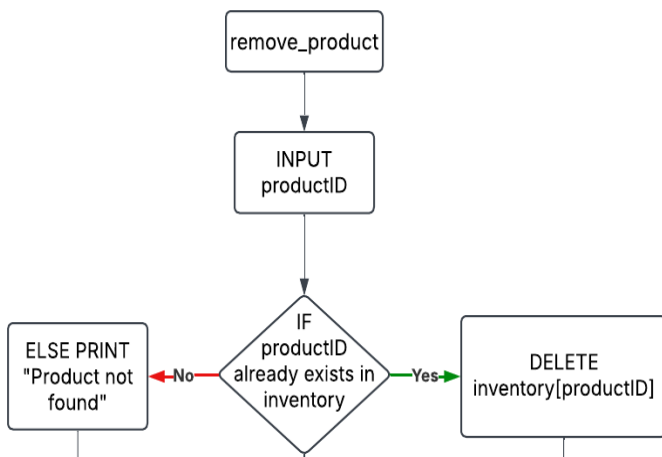 remove_product
INPUT
productID
IF
productID
already exists in
inventory
No
Yes
ELSE PRINT
"Product not
found"
DELETE
inventory[productID]